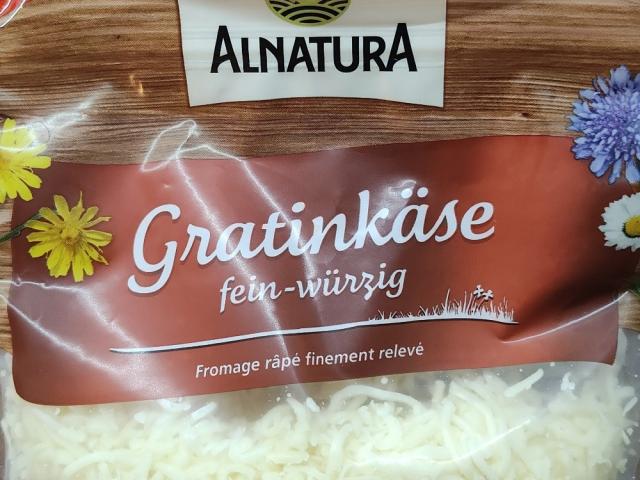 ALNATURA
Gratinkäse
fein-würzig
Fromage râpé finement relevé